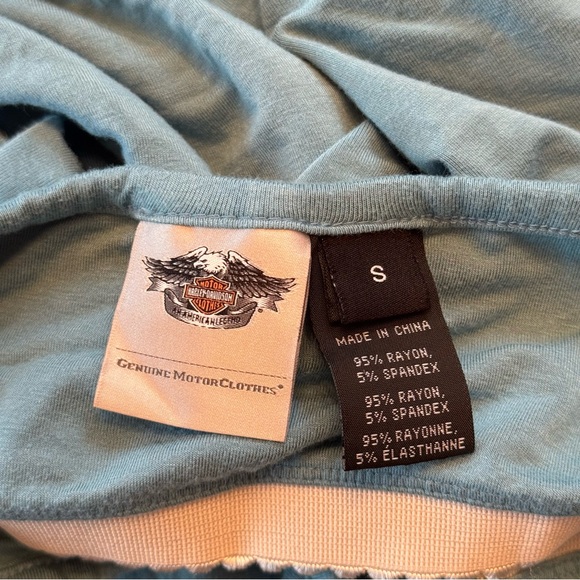 MOTOR
HARLEY-DAVIDSON
CLOTHES
AN AMERICAN LEGEND
GENUINE MOTORCLOTHES®
S
MADE IN CHINA
95% RAYON,
5% SPANDEX
95% RAYON,
5% SPANDEX
95% RAYONNE,
5% ÉLASTHANNE